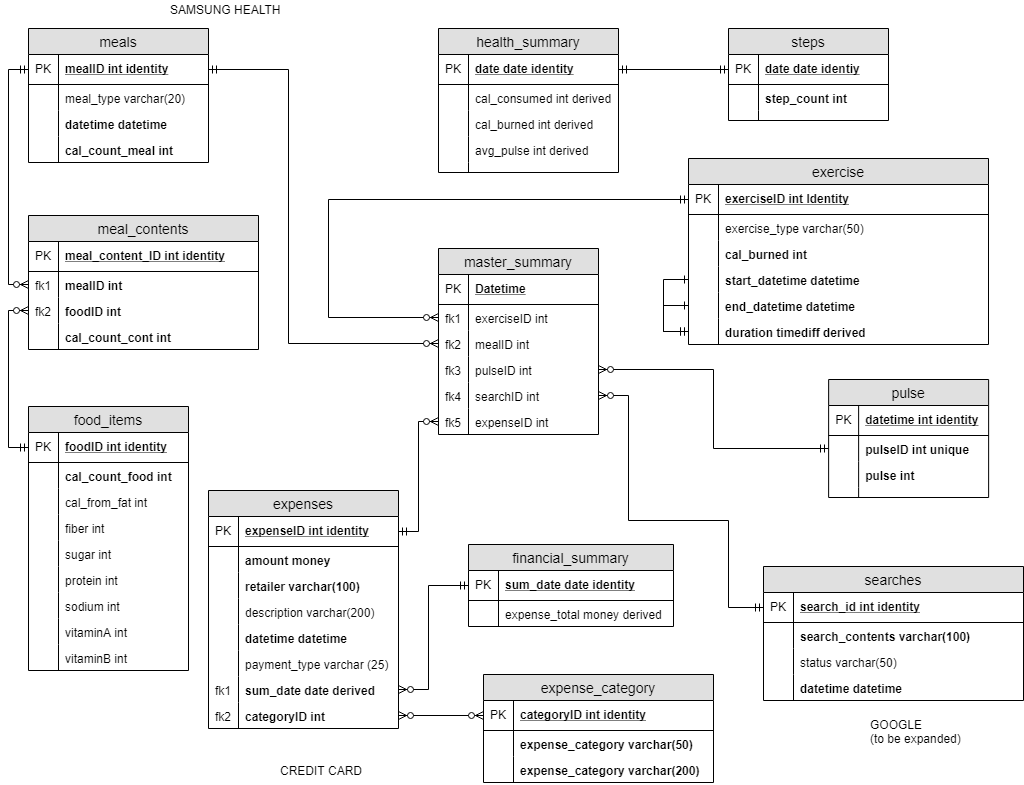 SAMSUNG HEALTH
meals
PK mealID int identity
meal_type varchar(20)
datetime datetime
cal_count_meal int
health_summary
PK date date identity
cal_consumed int derived
cal_burned int derived
avg_pulse int derived
steps
PK date date identiy
step_count int
exercise
PK exerciseID int Identity
exercise_type varchar(50)
cal_burned int
start_datetime datetime
end_datetime datetime
duration timediff derived
meal_contents
PK meal_content_ID int identity
fk1 mealID int
fk2 foodID int
cal_count_cont int
master_summary
PK Datetime
fk1 exerciseID int
fk2 mealID int
fk3 pulseID int
fk4 searchID int
fk5 expenseID int
pulse
PK datetime int identity
pulseID int unique
pulse int
food_items
PK foodID int identity
cal_count_food int
cal_from_fat int
fiber int
sugar int
protein int
sodium int
vitaminA int
vitaminB int
expenses
PK expenseID int identity
amount money
retailer varchar(100)
description varchar(200)
datetime datetime
payment_type varchar (25)
fk1 sum_date date derived
fk2 categoryID int
financial_summary
PK sum_date date identity
expense_total money derived
searches
PK search_id int identity
search_contents varchar(100)
status varchar(50)
datetime datetime
expense_category
PK categoryID int identity
expense_category varchar(50)
expense_category varchar(200)
GOOGLE
(to be expanded)
CREDIT CARD